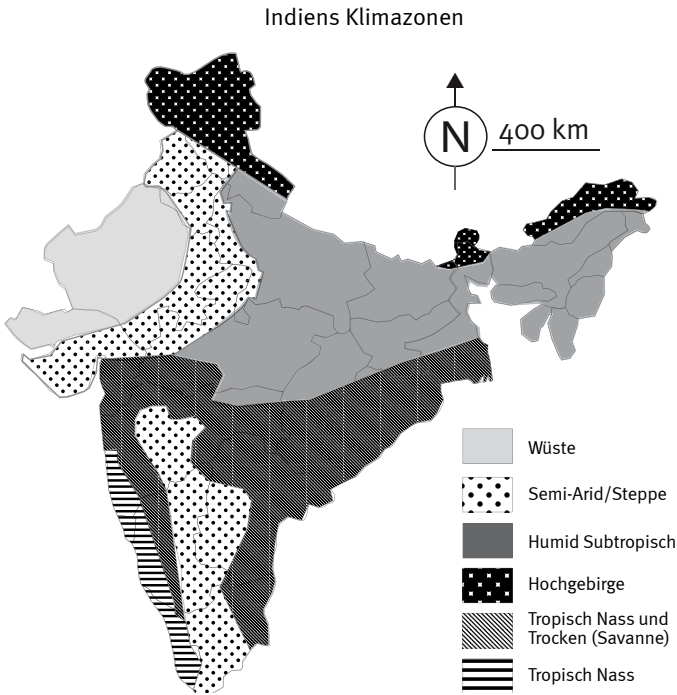 Indiens Klimazonen
N
400 km
Wüste
Semi-Arid/Steppe
Humid Subtropisch
Hochgebirge
Tropisch Nass und
Trocken (Savanne)
Tropisch Nass